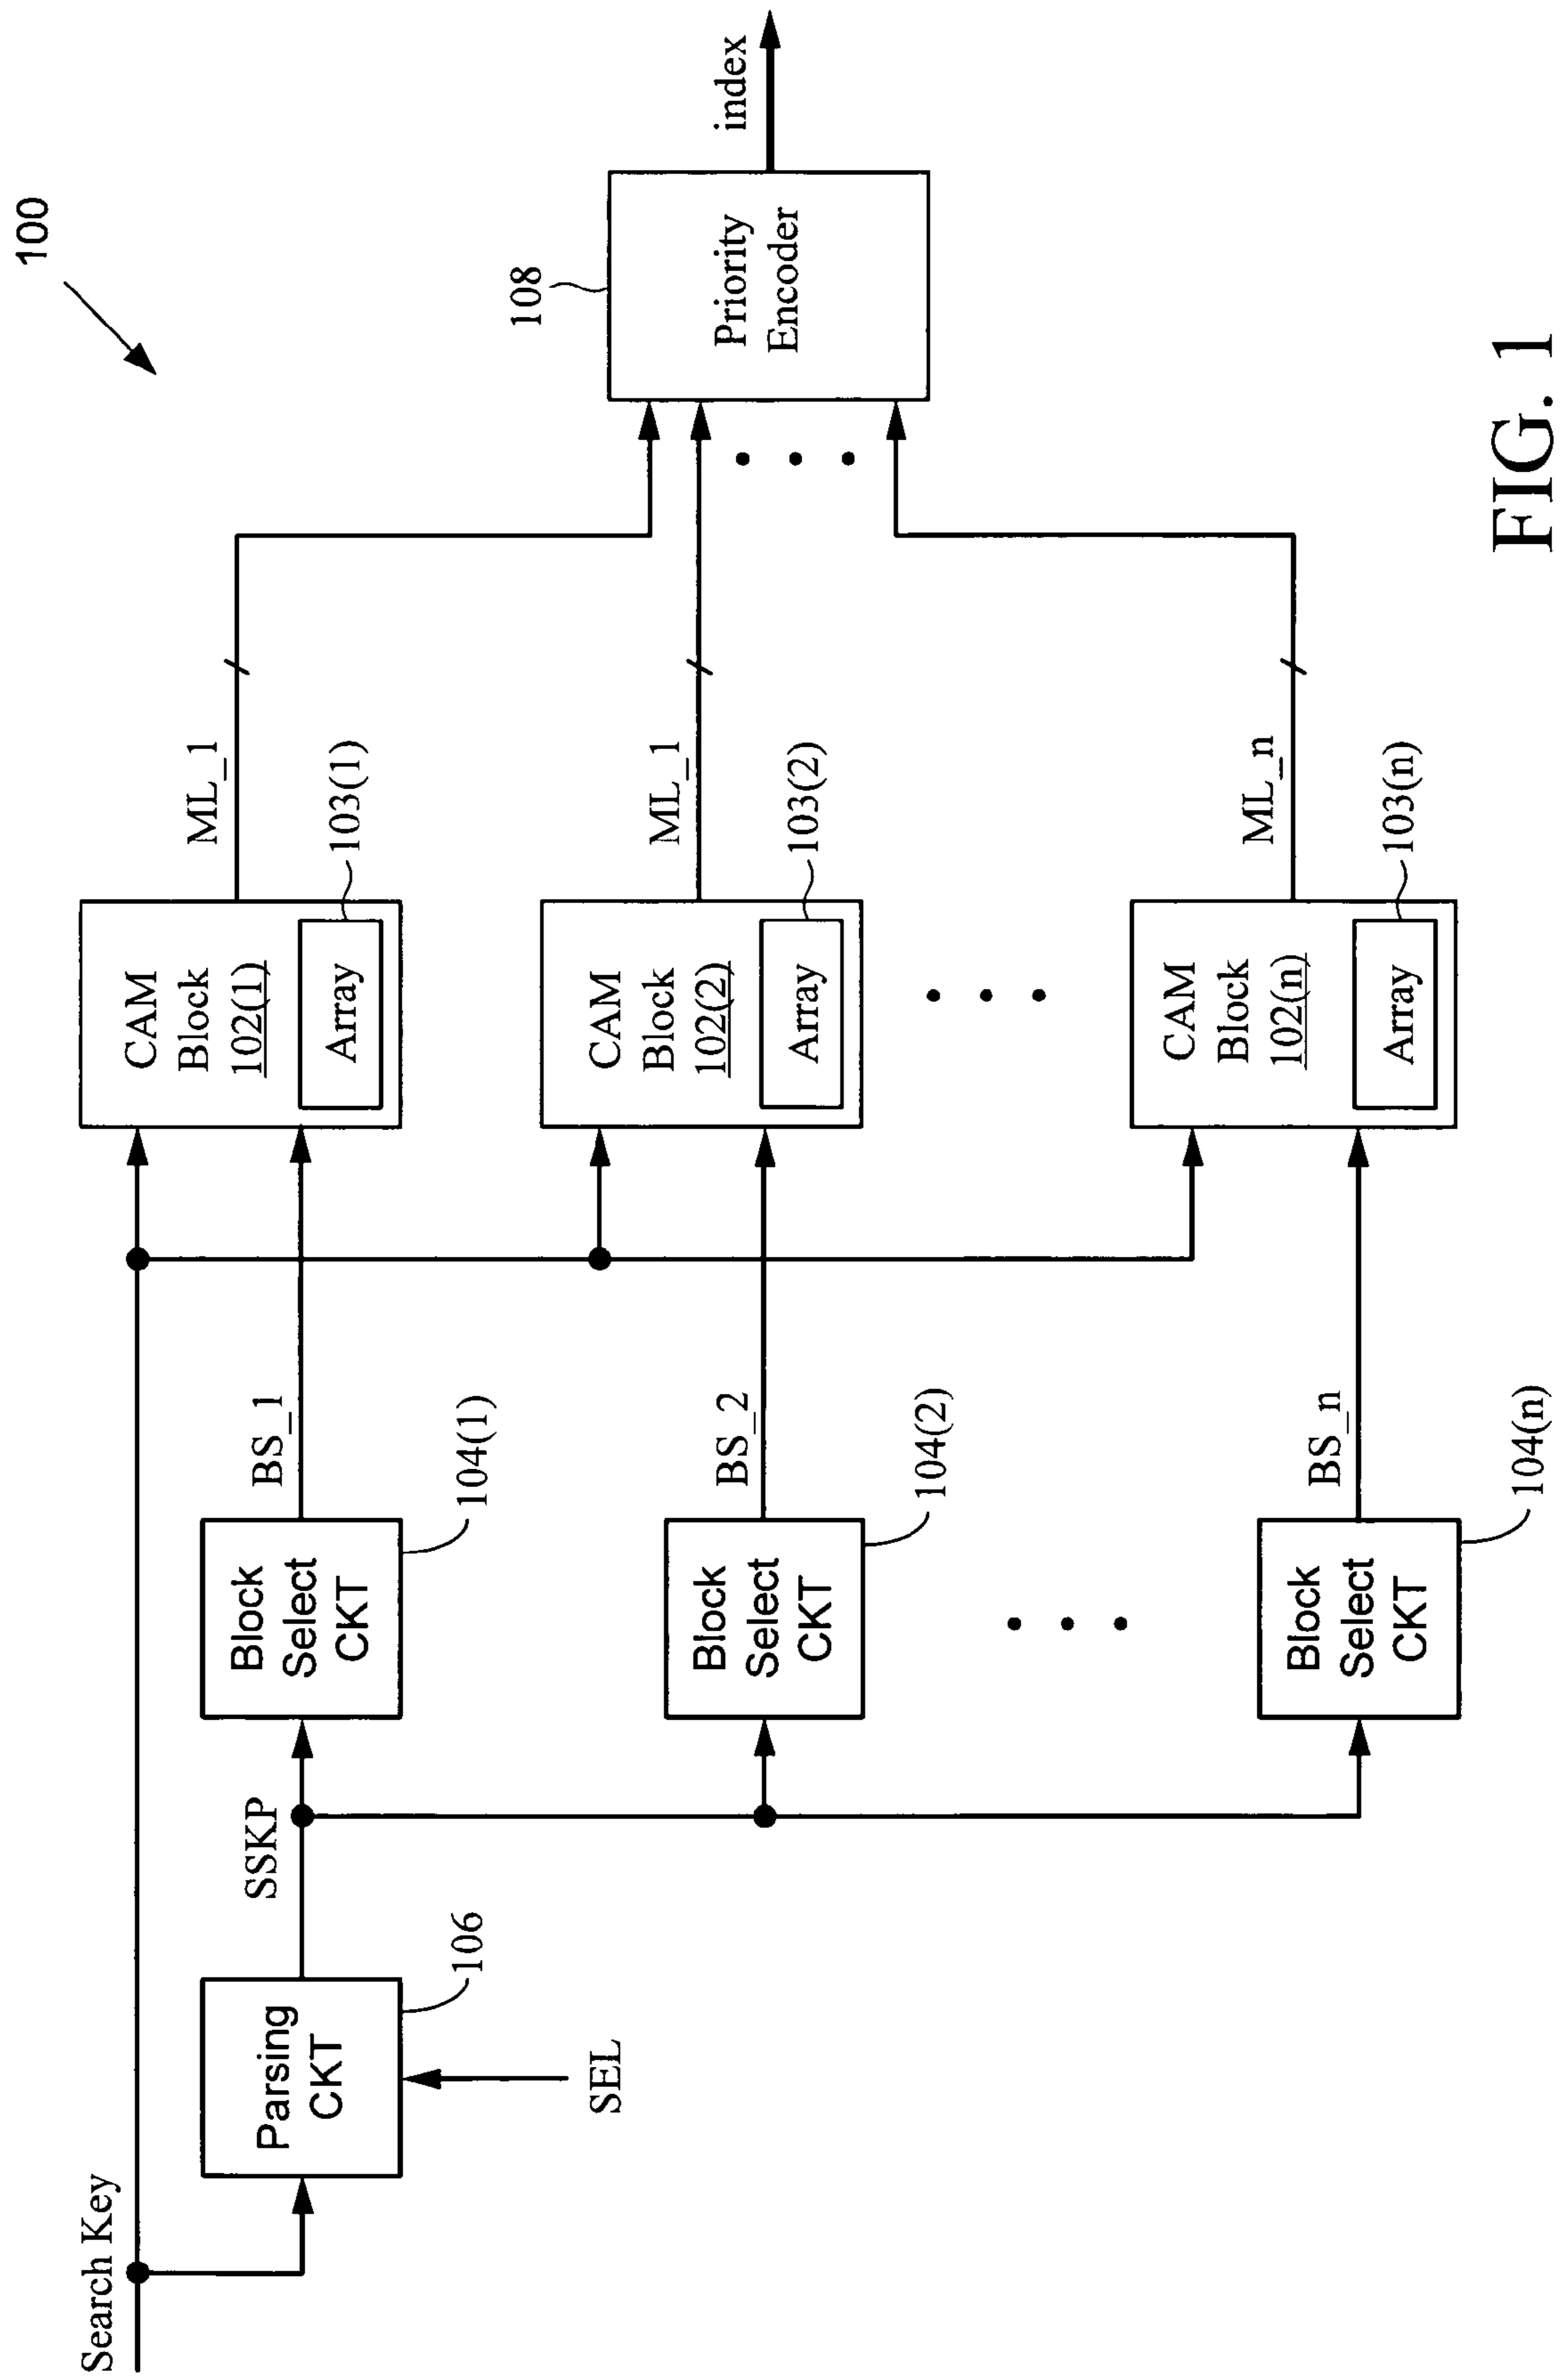 100
Search Key
Parsing
CKT
106
SEL
SSKP
Block
Select
CKT
104(1)
BS_1
CAM
Block
102(1)
Array
103(1)
ML_1
Block
Select
CKT
104(2)
BS_2
CAM
Block
102(2)
Array
103(2)
ML_1
Block
Select
CKT
104(n)
BS_n
CAM
Block
102(n)
Array
103(n)
ML_n
108
Priority
Encoder
index
FIG. 1